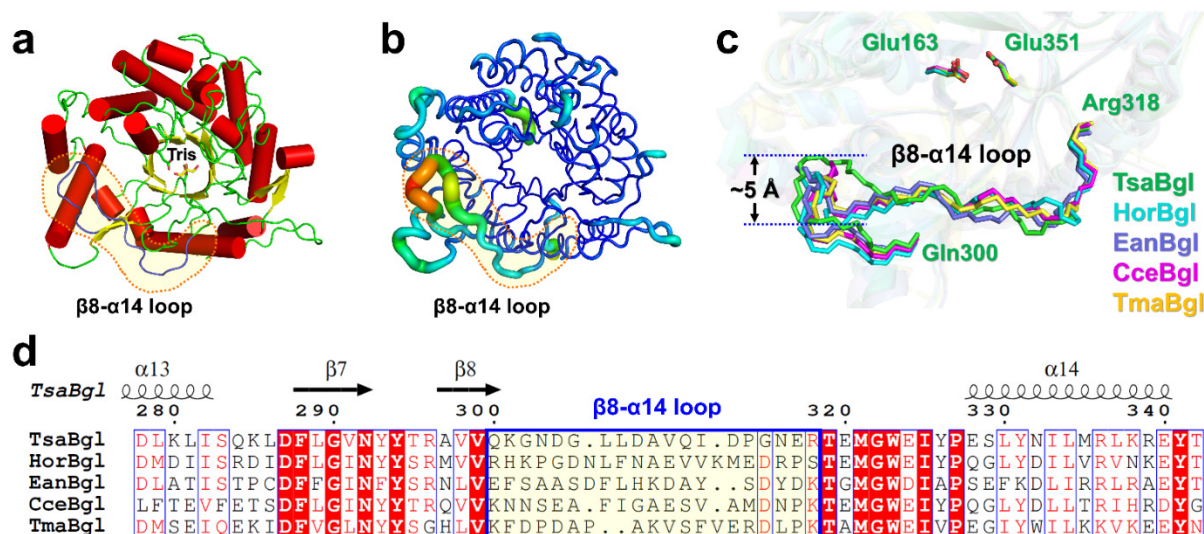 a
Tris
β8-α14 loop
b
β8-α14 loop
c
Glu163
Glu351
Arg318
β8-α14 loop
~5 Å
Gln300
TsaBgl
HorBgl
EanBgl
CceBgl
TmaBgl
d
α13 β7 β8 α14
TsaBgl
280 290 300 β8-α14 loop 320 330 340
TsaBgl DLKLISQKLDFLGVNYYTRAVVQKGNDG.LLDAVQI.DPGNERTEMGWEIYPESLYNILMRLKREYT
HorBgl DMDIISRDIDFLGINYYSRMVVRHKPGDNLFNAEVVKMEDRPSTEMGWEIYPQGLYDILVRVNKEYT
EanBgl DLATISTPCDFFGINFYSRNLVEFSAASDFLHKDAY..SDYDKTGMGWDIAPSEFKDLIRRLRAEYT
CceBgl LFTEVFETSDFLGINYYTRQVVKNNSEA.FIGAESV.AMDNPKTEMGWEIYPQGLYDLLTRIHRDYG
TmaBgl DMSEIQEKIDFVGLNYYSGHLVKFDPDAP..AKVSFVERDLPKTAMGWEIVPEGIYWILKKVKEEYN